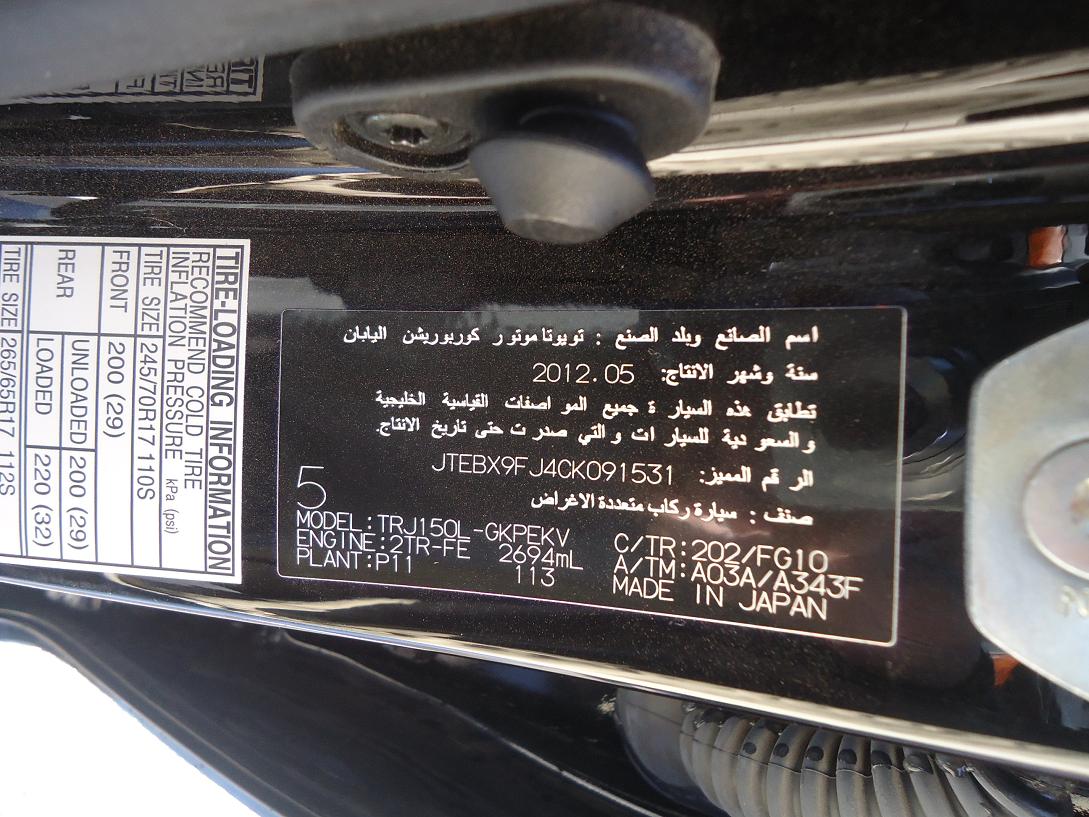 TIRE-LOADING INFORMATION
RECOMMEND COLD TIRE
INFLATION PRESSURE kPa (psi)
TIRE SIZE 245/70R17 110S
FRONT 200 (29)
REAR UNLOADED 200 (29)
LOADED 220 (32)
TIRE SIZE 265/65R17 112S
اسم الصانع وبلد الصنع : تويوتا موتور كوربوريشن اليابان
سنة وشهر الانتاج: 2012.05
تطابق هذه السيارة جميع المواصفات القياسية الخليجية
والسعودية للسيارات والتي صدرت حتى تاريخ الانتاج.
الرقم المميز: JTEBX9FJ4CK091531
صنف : سيارة ركاب متعددة الاغراض
5
MODEL:TRJ150L-GKPEKV
ENGINE:2TR-FE 2694mL
PLANT:P11 113
C/TR:202/FG10
A/TM:A03A/A343F
MADE IN JAPAN